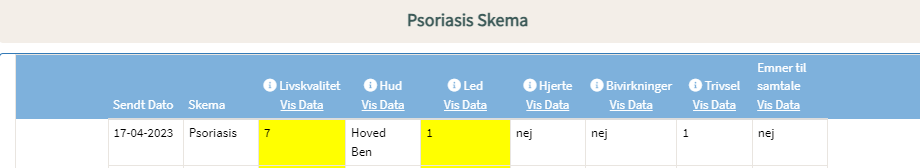 Psoriasis Skema
Sendt Dato Skema Livskvalitet Vis Data Hud Vis Data Led Vis Data Hjerte Vis Data Bivirkninger Vis Data Trivsel Vis Data Emner til samtale Vis Data
17-04-2023 Psoriasis 7 Hoved Ben 1 nej nej 1 nej